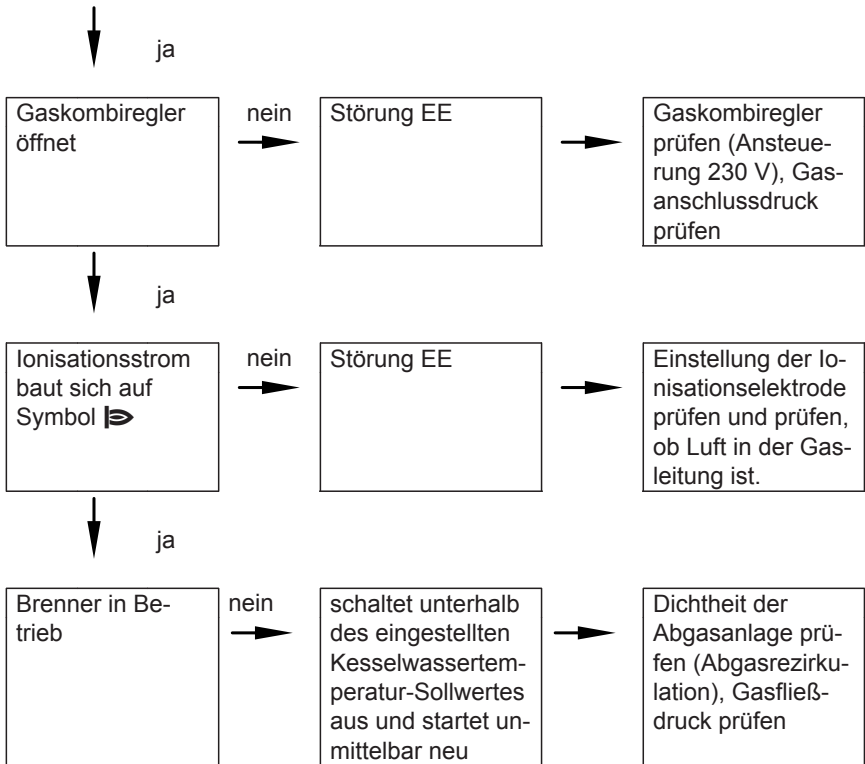 ja
Gaskombiregler
öffnet
nein
Störung EE
Gaskombiregler
prüfen (Ansteue-
rung 230 V), Gas-
anschlussdruck
prüfen
ja
Ionisationsstrom
baut sich auf
Symbol
nein
Störung EE
Einstellung der Io-
nisationselektrode
prüfen und prüfen,
ob Luft in der Gas-
leitung ist.
ja
Brenner in Be-
trieb
nein
schaltet unterhalb
des eingestellten
Kesselwassertem-
peratur-Sollwertes
aus und startet un-
mittelbar neu
Dichtheit der
Abgasanlage prü-
fen (Abgasrezirku-
lation), Gasfließ-
druck prüfen